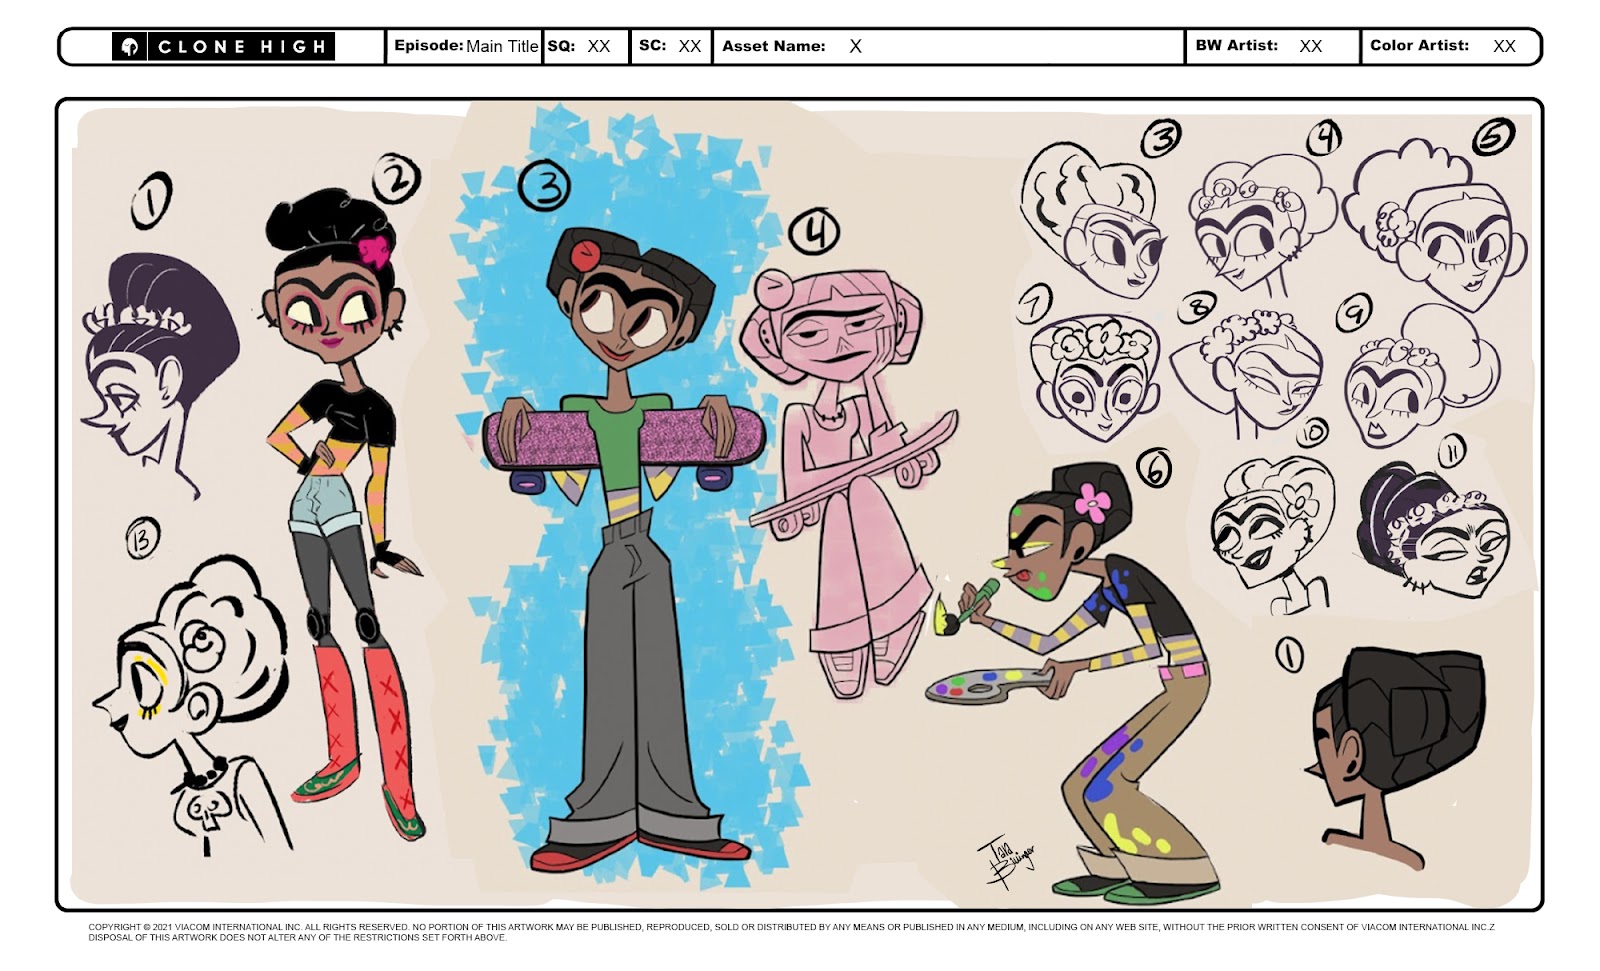 CLONE HIGH
Episode: Main Title
SQ: XX
SC: XX
Asset Name: X
BW Artist: XX
Color Artist: XX
1
2
3
4
3
4
5
7
8
9
6
10
11
13
1
Tara
Billinger
COPYRIGHT © 2021 VIACOM INTERNATIONAL INC. ALL RIGHTS RESERVED. NO PORTION OF THIS ARTWORK MAY BE PUBLISHED, REPRODUCED, SOLD OR DISTRIBUTED BY ANY MEANS OR PUBLISHED IN ANY MEDIUM, INCLUDING ON ANY WEB SITE, WITHOUT THE PRIOR WRITTEN CONSENT OF VIACOM INTERNATIONAL INC.Z
DISPOSAL OF THIS ARTWORK DOES NOT ALTER ANY OF THE RESTRICTIONS SET FORTH ABOVE.